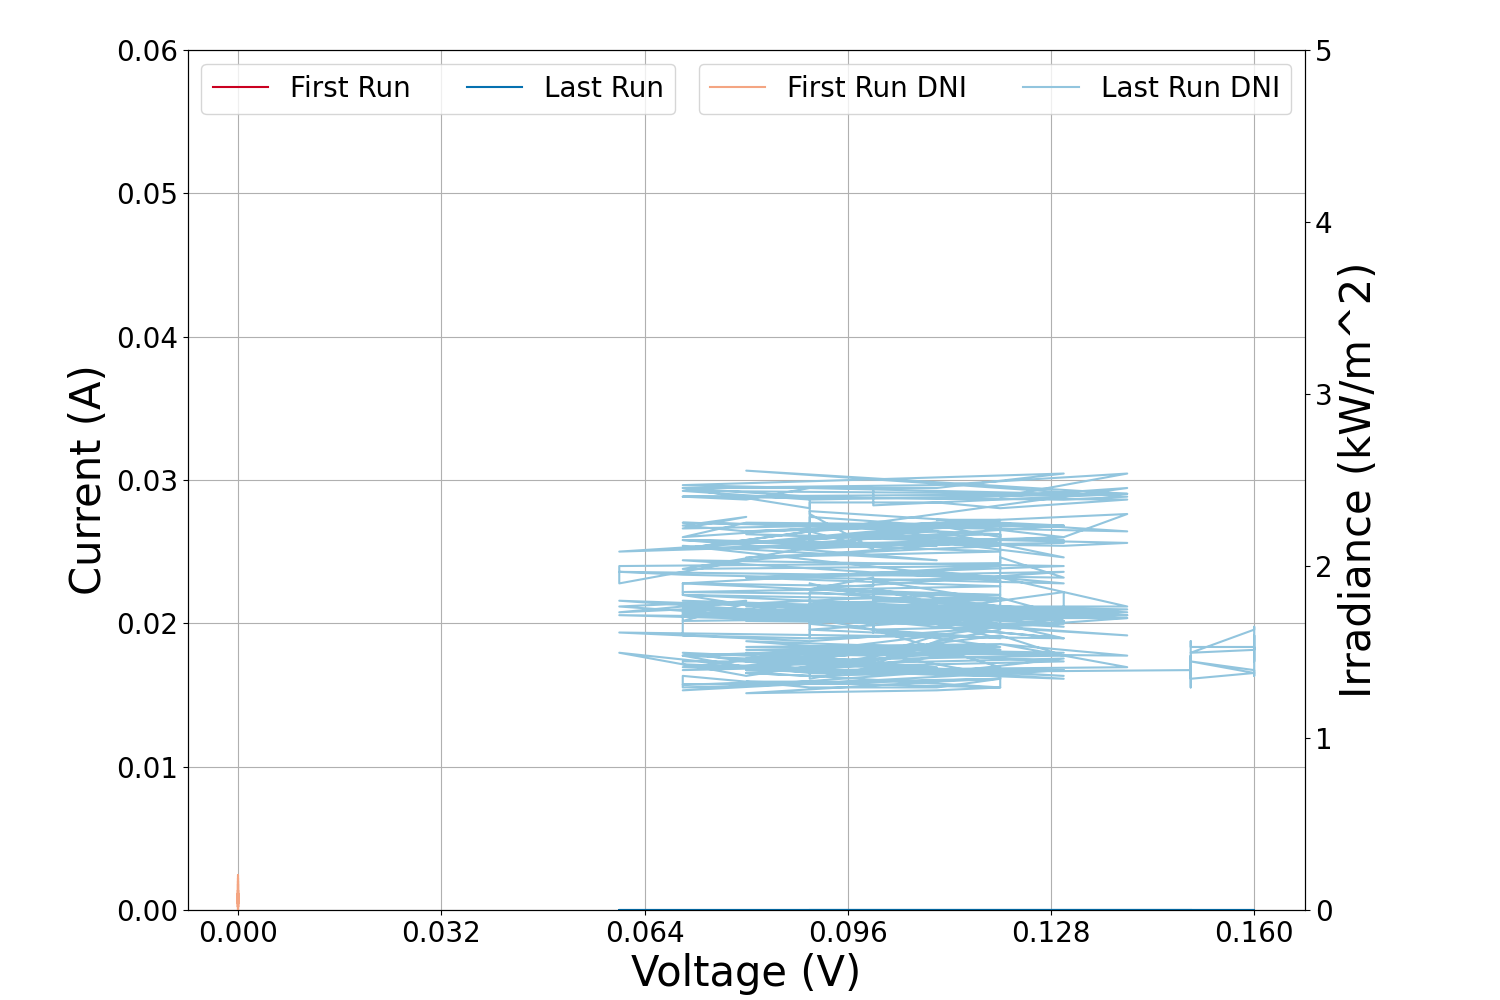 First Run
Last Run
First Run DNI
Last Run DNI
Current (A)
0.06
0.05
0.04
0.03
0.02
0.01
0.00
0.000 0.032 0.064 0.096 0.128 0.160
Voltage (V)
5
4
3
2
1
0
Irradiance (kW/m^2)